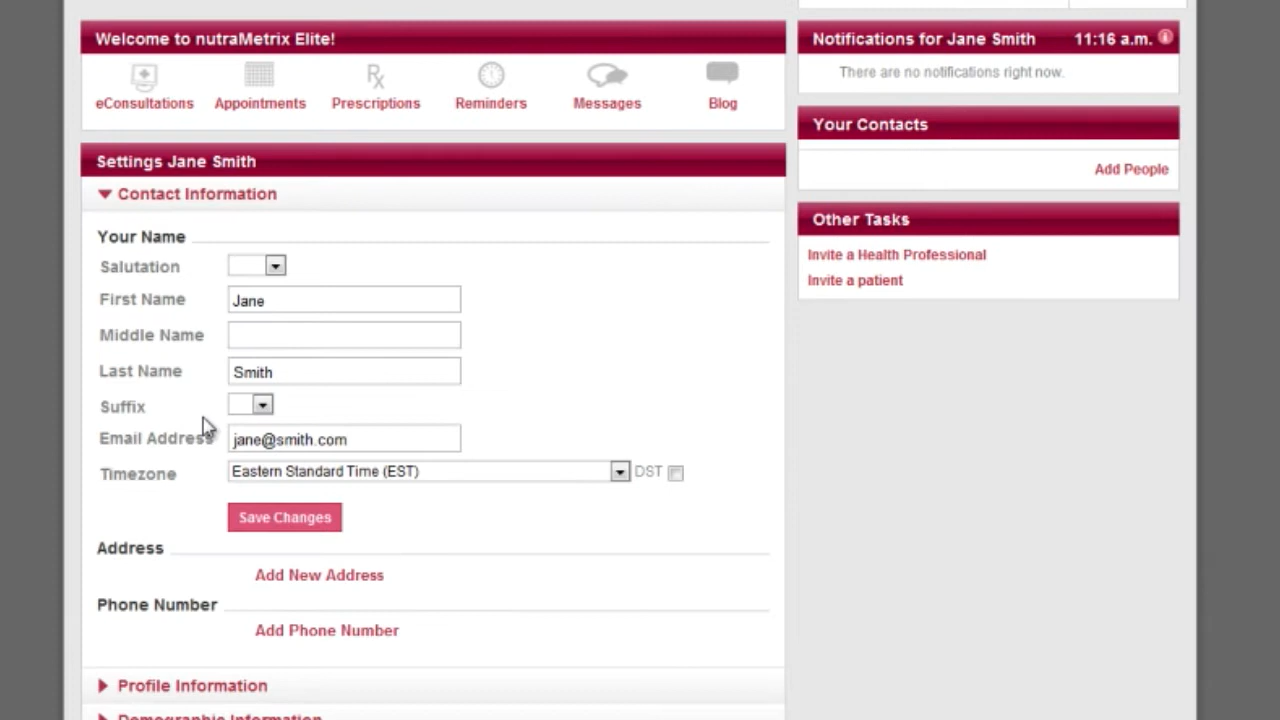 Welcome to nutraMetrix Elite!
eConsultations Appointments Prescriptions Reminders Messages Blog
Settings Jane Smith
Contact Information
Your Name
Salutation
First Name Jane
Middle Name
Last Name Smith
Suffix
Email Address jane@smith.com
Timezone Eastern Standard Time (EST) DST
Save Changes
Address
Add New Address
Phone Number
Add Phone Number
Profile Information
Demographic Information
Notifications for Jane Smith 11:16 a.m.
There are no notifications right now.
Your Contacts
Add People
Other Tasks
Invite a Health Professional
Invite a patient